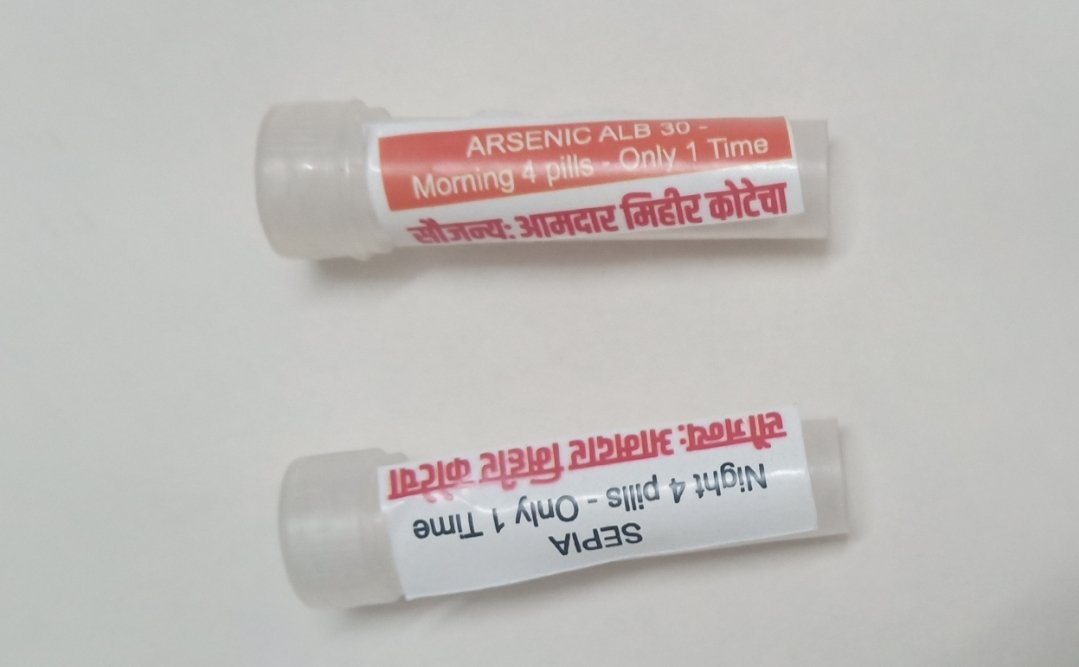 ARSENIC ALB 30 -
Morning 4 pills - Only 1 Time
सौजन्य: आमदार मिहीर कोटेचा
SEPIA
Night 4 pills - Only 1 Time
सौजन्य: आमदार मिहीर कोटेचा